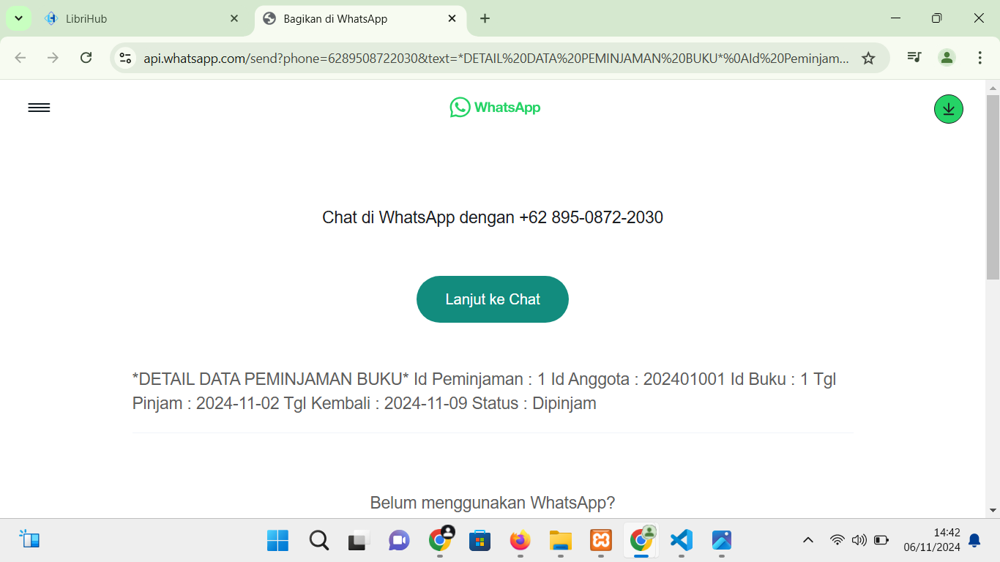 LibriHub
Bagikan di WhatsApp
api.whatsapp.com/send?phone=6289508722030&text=*DETAIL%20DATA%20PEMINJAMAN%20BUKU*%0AId%20Peminjam...
WhatsApp
Chat di WhatsApp dengan +62 895-0872-2030
Lanjut ke Chat
*DETAIL DATA PEMINJAMAN BUKU* Id Peminjaman : 1 Id Anggota : 202401001 Id Buku : 1 Tgl
Pinjam : 2024-11-02 Tgl Kembali : 2024-11-09 Status : Dipinjam
Belum menggunakan WhatsApp?
14:42
06/11/2024